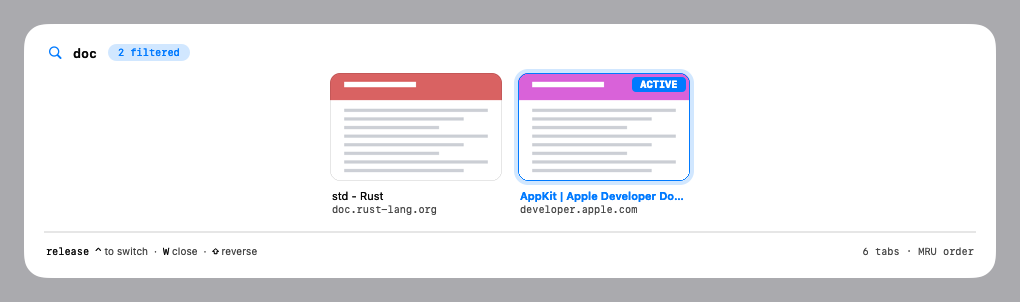 doc 2 filtered
ACTIVE
std - Rust
doc.rust-lang.org
AppKit | Apple Developer Do...
developer.apple.com
release ^ to switch · W close · ⇧ reverse
6 tabs · MRU order